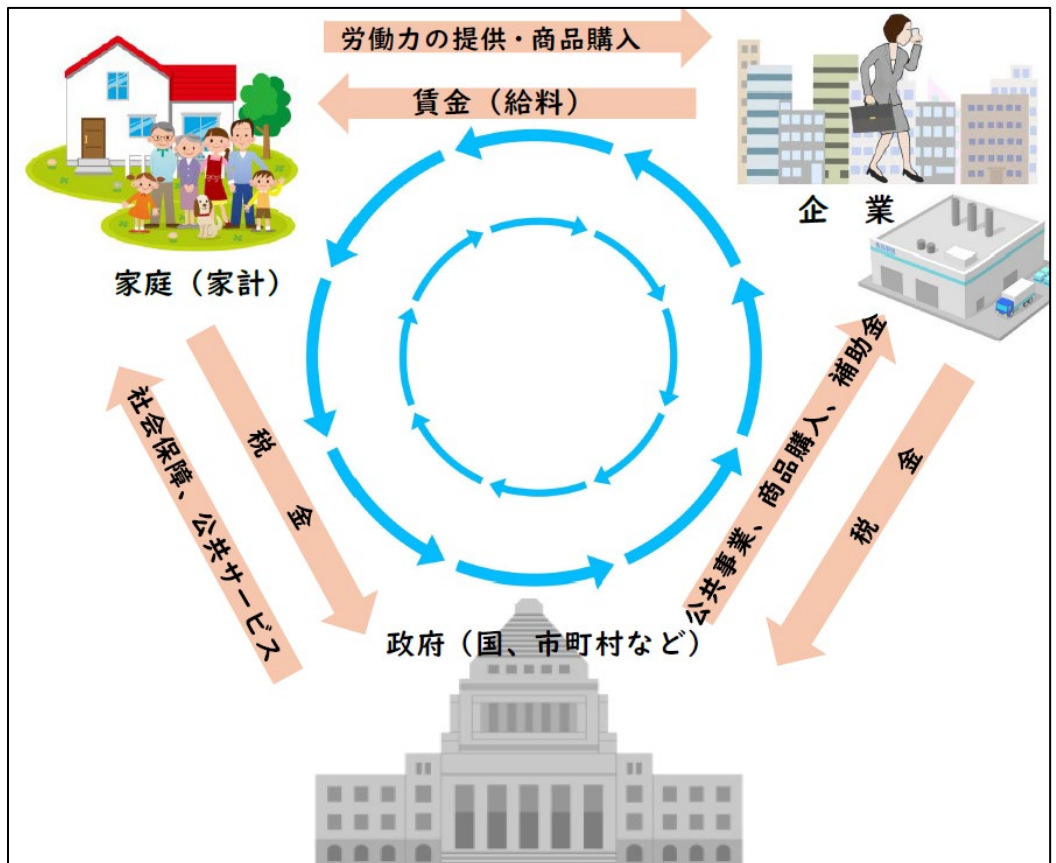 労働力の提供・商品購入
賃金（給料）
企 業
家庭（家計）
社会保障、公共サービス
税 金
公共事業、商品購入、補助金
税 金
政府（国、市町村など）